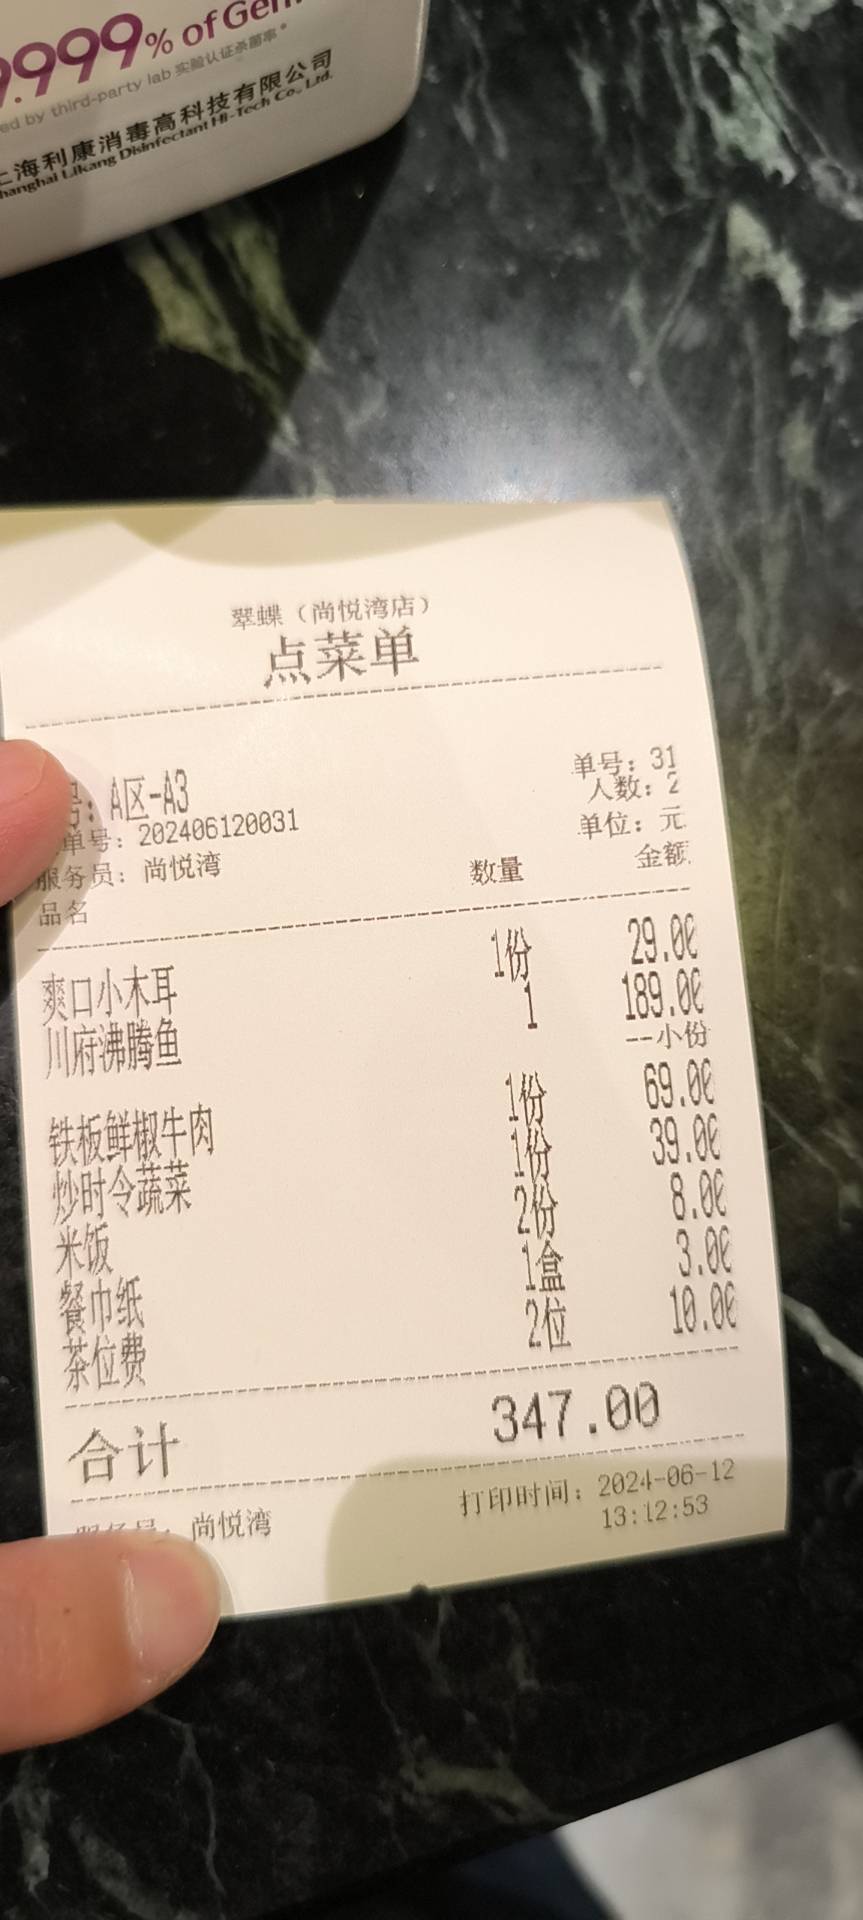 9.999% of Germ
ed by third-party lab 实验认证杀菌率*
上海利康消毒高科技有限公司
Shanghai Likang Disinfectant Hi-Tech Co., Ltd.
翠蝶（尚悦湾店）
点菜单
号：A区-A3
单号：31
人数：2
单号：202406120031
单位：元
服务员：尚悦湾
品名 数量 金额
爽口小木耳 1份 29.00
川府沸腾鱼 1 189.00
--小份
铁板鲜椒牛肉 1份 69.00
炒时令蔬菜 1份 39.00
米饭 2份 8.00
餐巾纸 1盒 3.00
茶位费 2位 10.00
合计 347.00
服务员：尚悦湾
打印时间：2024-06-12
13:12:53